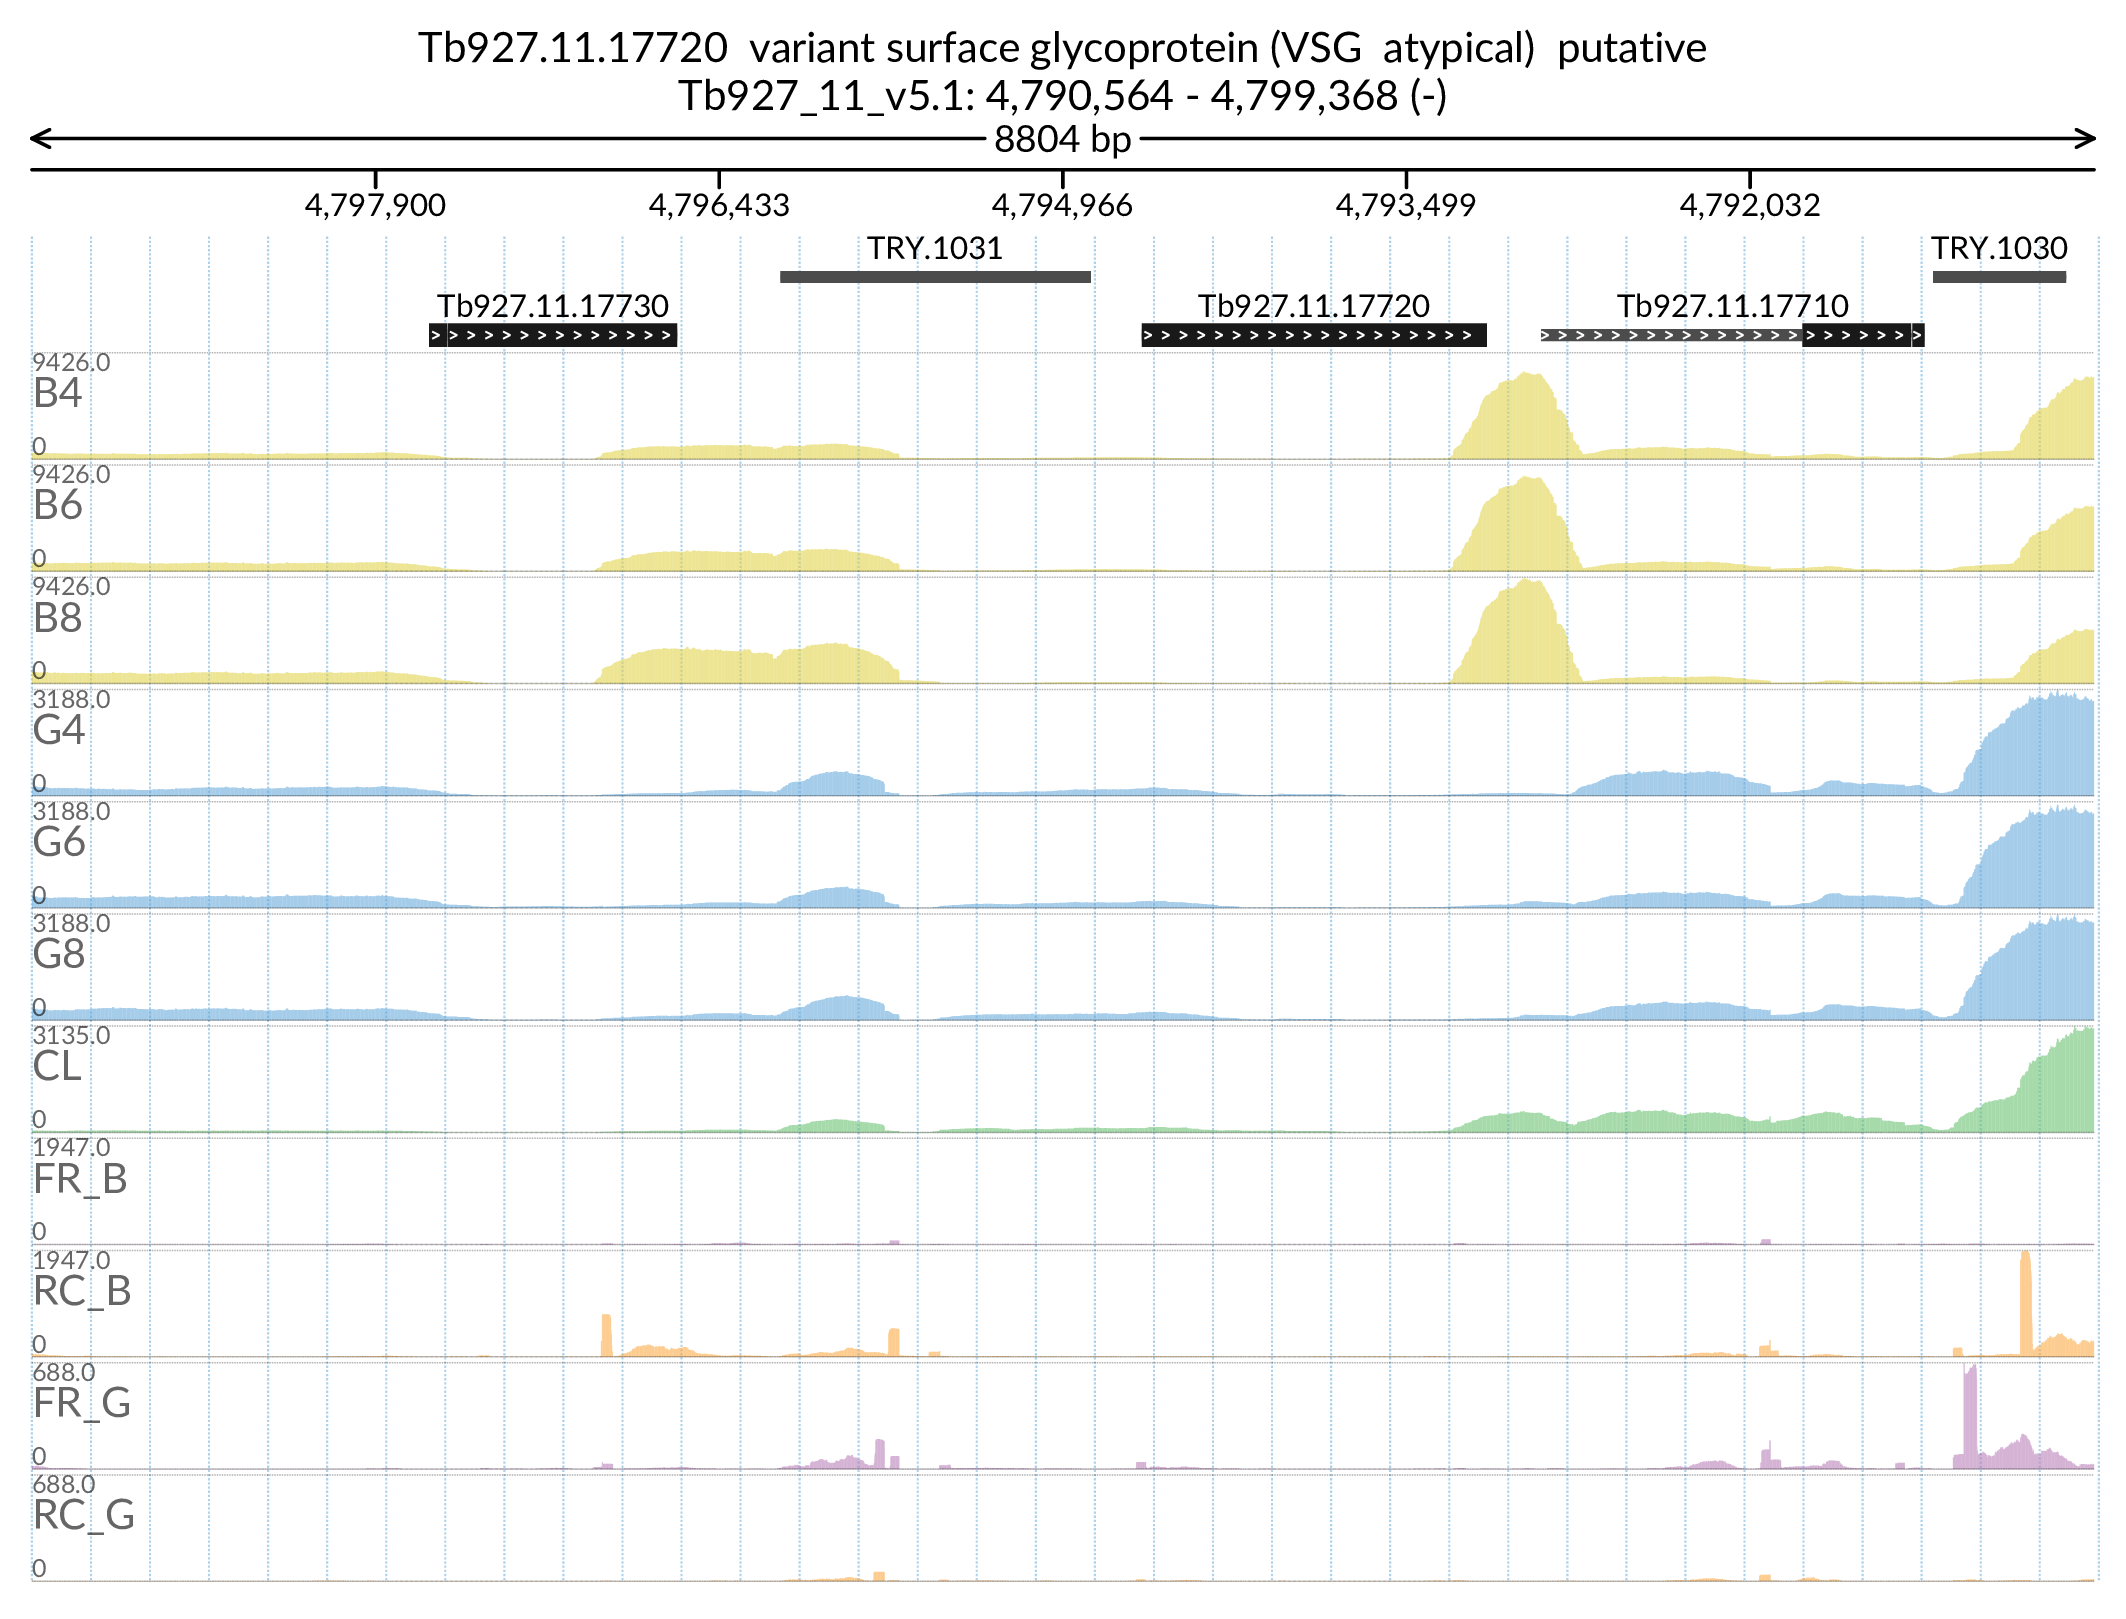 Tb927.11.17720 variant surface glycoprotein (VSG atypical) putative
Tb927_11_v5.1: 4,790,564 - 4,799,368 (-)
8804 bp
4,797,900 4,796,433 4,794,966 4,793,499 4,792,032
TRY.1031 TRY.1030
Tb927.11.17730 Tb927.11.17720 Tb927.11.17710
9426.0
B4
0
9426.0
B6
0
9426.0
B8
0
3188.0
G4
0
3188.0
G6
0
3188.0
G8
0
3135.0
CL
0
1947.0
FR_B
0
1947.0
RC_B
0
688.0
FR_G
0
688.0
RC_G
0